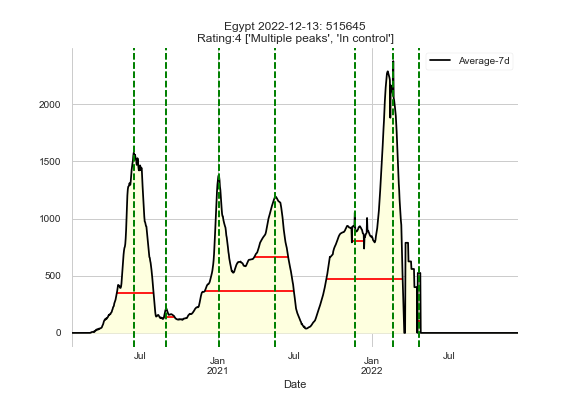 Egypt 2022-12-13: 515645
Rating:4 ['Multiple peaks', 'In control']
Average-7d
2000
1500
1000
500
0
Jul
Jan
2021
Jul
Jan
2022
Jul
Date